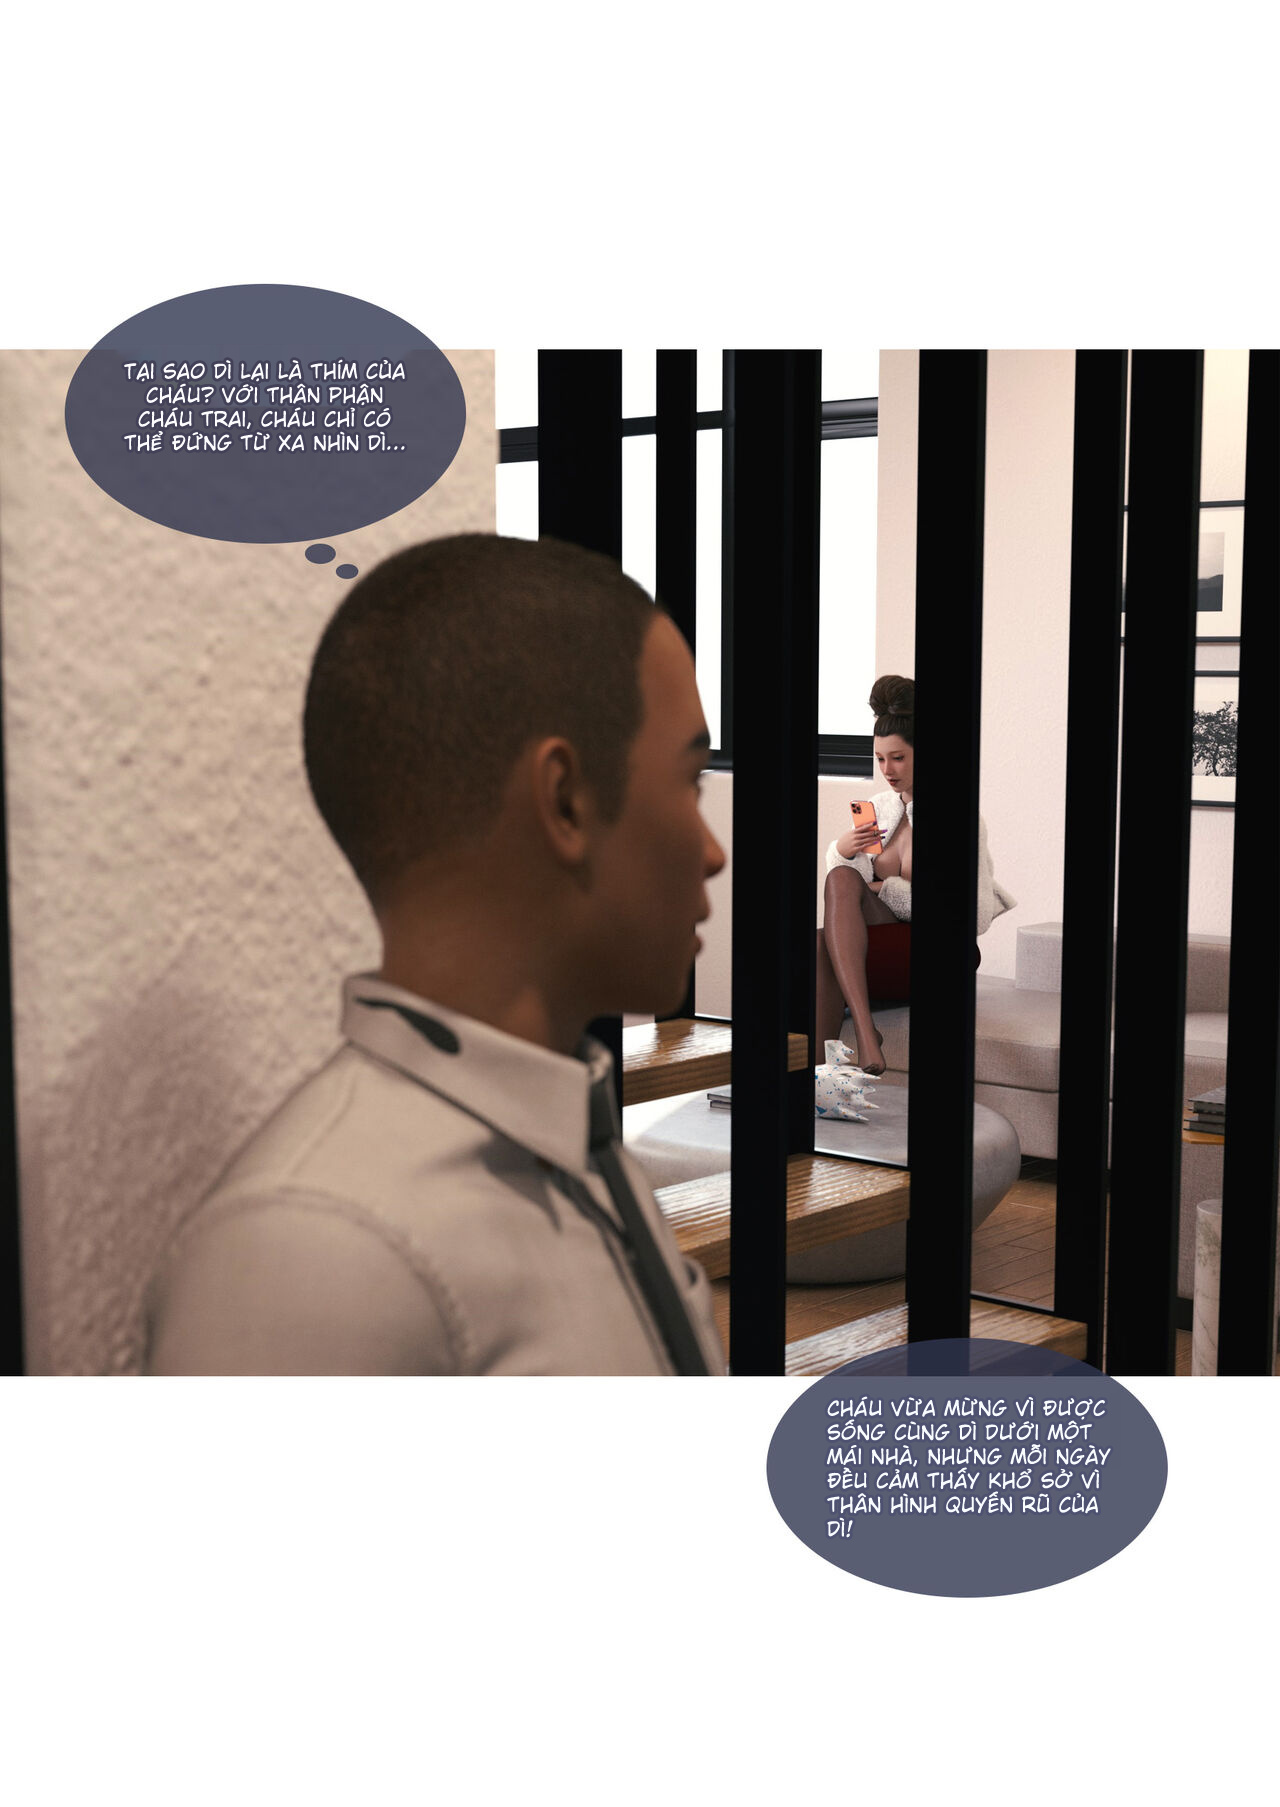 TẠI SAO DÌ LẠI LÀ THÍM CỦA
CHÁU? VỚI THÂN PHẬN
CHÁU TRAI, CHÁU CHỈ CÓ
THỂ ĐỨNG TỪ XA NHÌN DÌ...
CHÁU VỪA MỪNG VÌ ĐƯỢC
SỐNG CÙNG DÌ DƯỚI MỘT
MÁI NHÀ, NHƯNG MỖI NGÀY
ĐỀU CẢM THẤY KHỔ SỞ VÌ
THÂN HÌNH QUYẾN RŨ CỦA
DÌ!